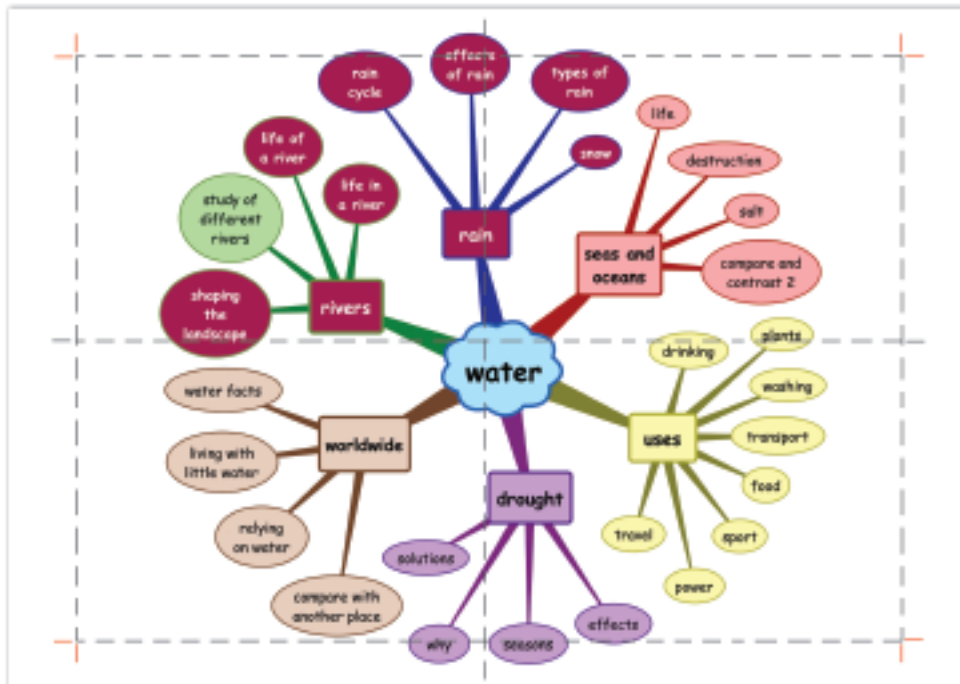 rain
cycle
effects
of rain
types of
rain
snow
rain
life
destruction
salt
compare and
contrast 2
seas and
oceans
life of
a river
life in
a river
study of
different
rivers
shaping
the
landscape
rivers
water
drinking
plants
washing
transport
food
sport
power
travel
uses
drought
solutions
why
seasons
effects
worldwide
water facts
living with
little water
relying
on water
compare with
another place